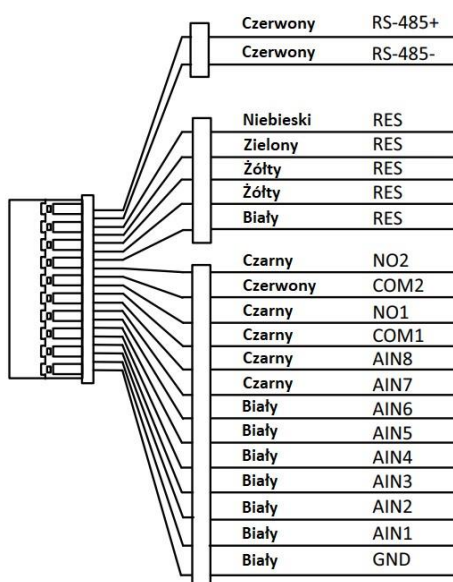 Czerwony RS-485+
Czerwony RS-485-
Niebieski RES
Zielony RES
Żółty RES
Żółty RES
Biały RES
Czarny NO2
Czerwony COM2
Czarny NO1
Czarny COM1
Czarny AIN8
Czarny AIN7
Biały AIN6
Biały AIN5
Biały AIN4
Biały AIN3
Biały AIN2
Biały AIN1
Biały GND